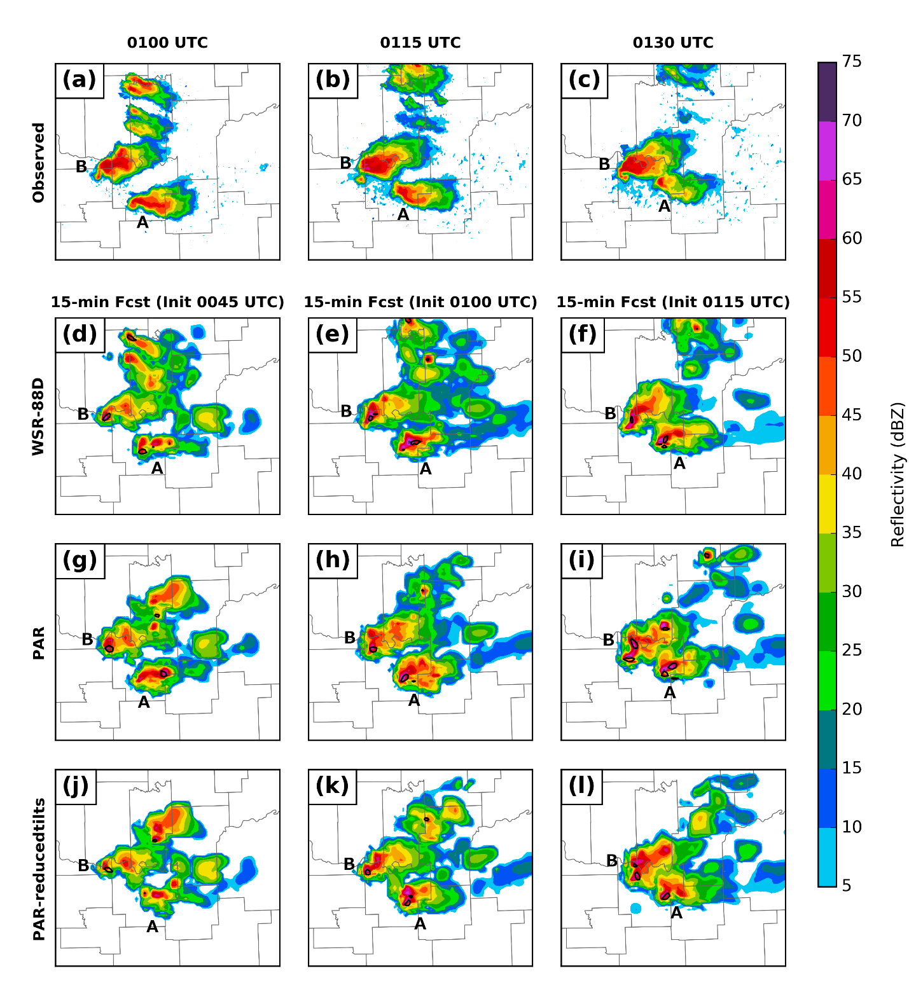 0100 UTC 0115 UTC 0130 UTC
Observed
(a) (b) (c)
B B B
A A A
15-min Fcst (Init 0045 UTC) 15-min Fcst (Init 0100 UTC) 15-min Fcst (Init 0115 UTC)
WSR-88D
(d) (e) (f)
B B B
A A A
PAR
(g) (h) (i)
B B B
A A A
PAR-reducedtilts
(j) (k) (l)
B B B
A A A
75
70
65
60
55
50
45
40
35
30
25
20
15
10
5
Reflectivity (dBZ)